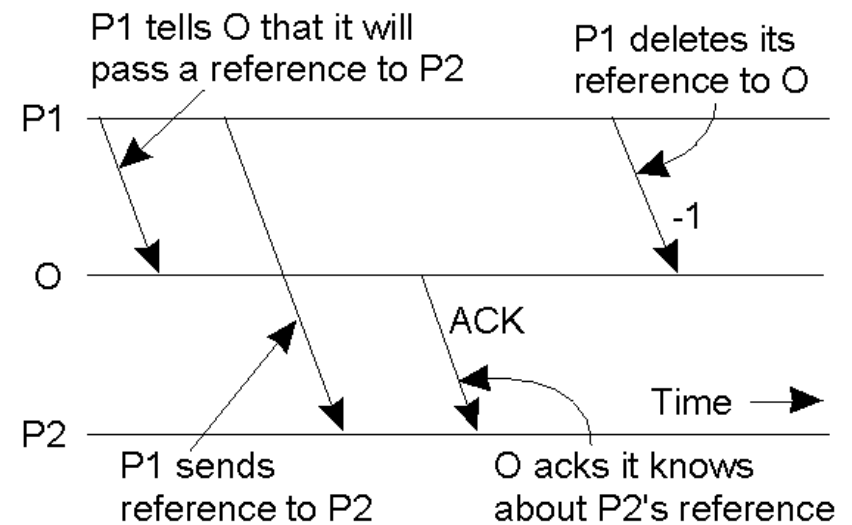 P1 tells O that it will
pass a reference to P2
P1 deletes its
reference to O
P1
-1
O
ACK
Time
P2
P1 sends
reference to P2
O acks it knows
about P2's reference